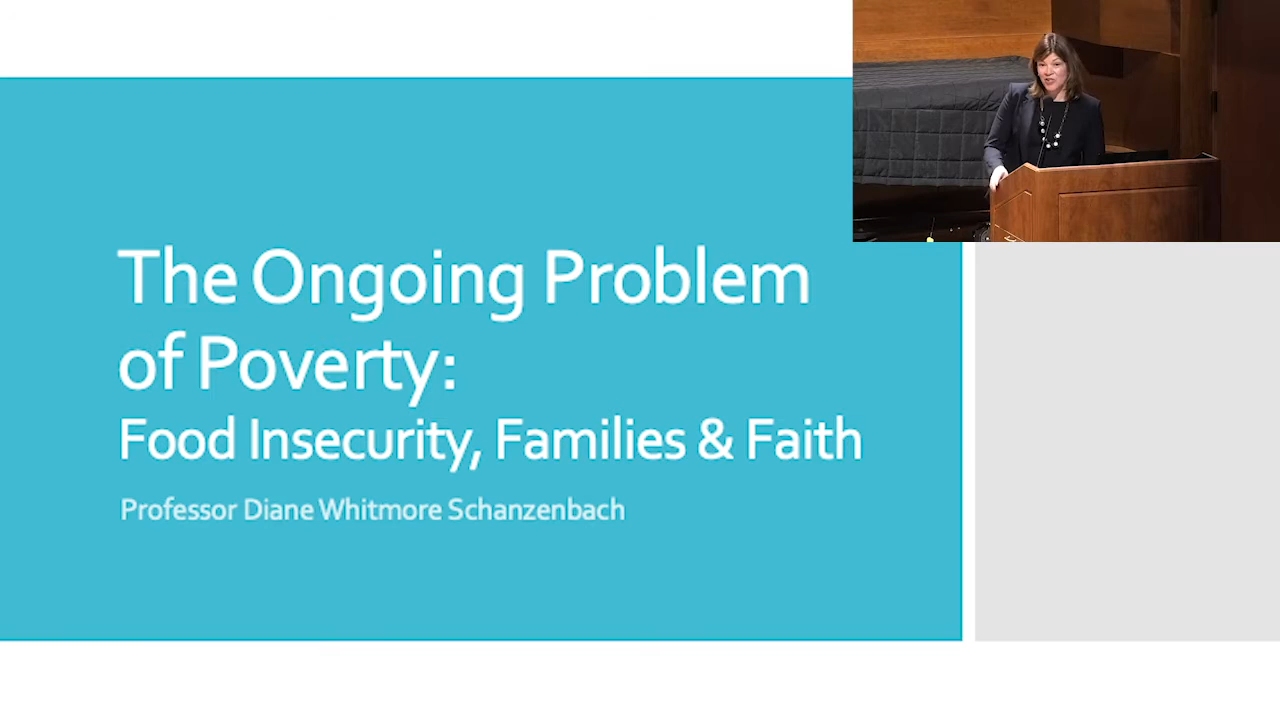 The Ongoing Problem
of Poverty:
Food Insecurity, Families & Faith
Professor Diane Whitmore Schanzenbach